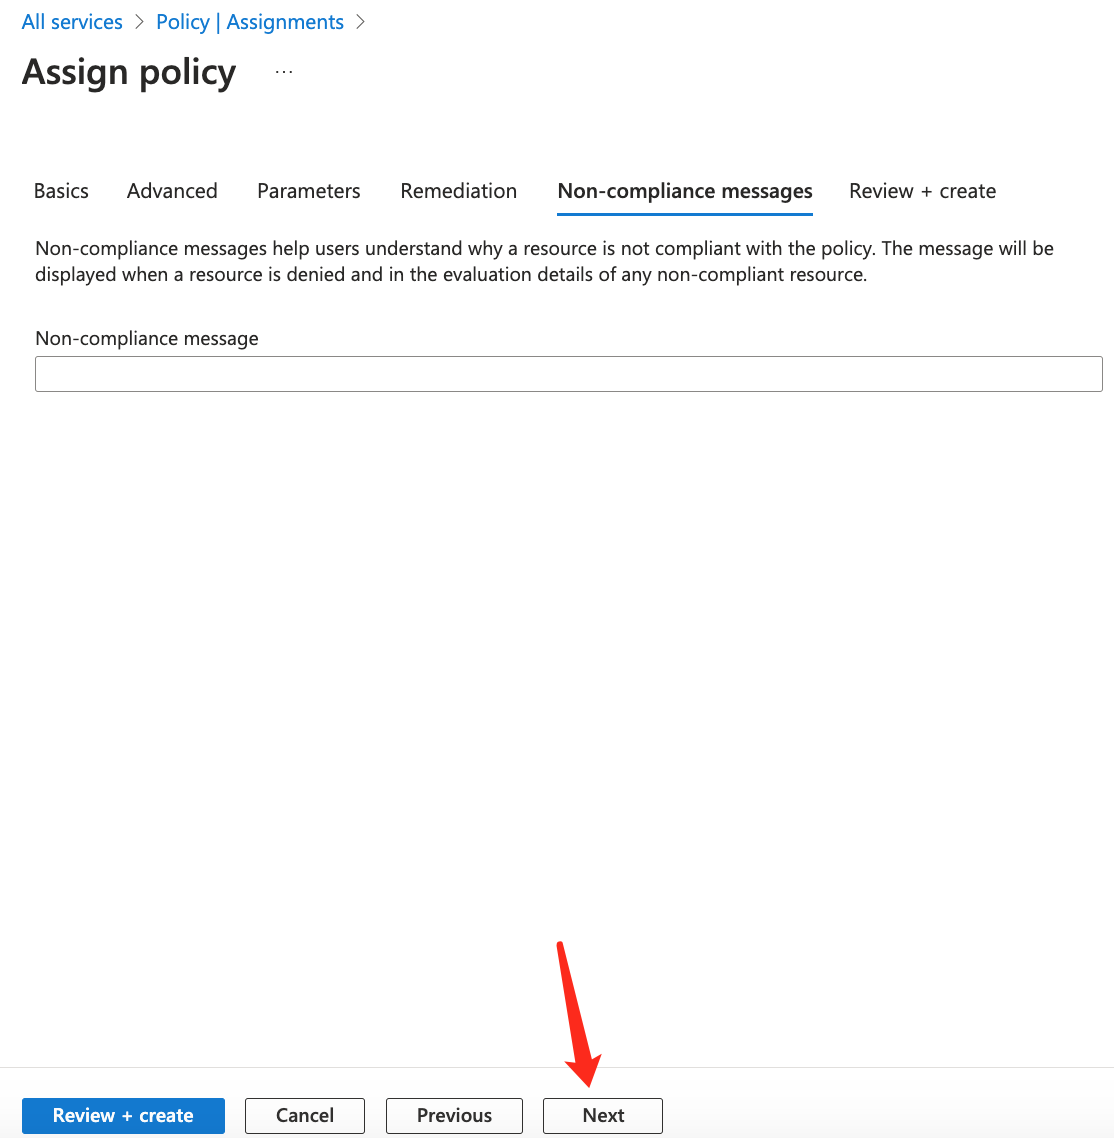 All services > Policy | Assignments >
Assign policy ...
Basics Advanced Parameters Remediation Non-compliance messages Review + create
Non-compliance messages help users understand why a resource is not compliant with the policy. The message will be
displayed when a resource is denied and in the evaluation details of any non-compliant resource.
Non-compliance message
Review + create Cancel Previous Next